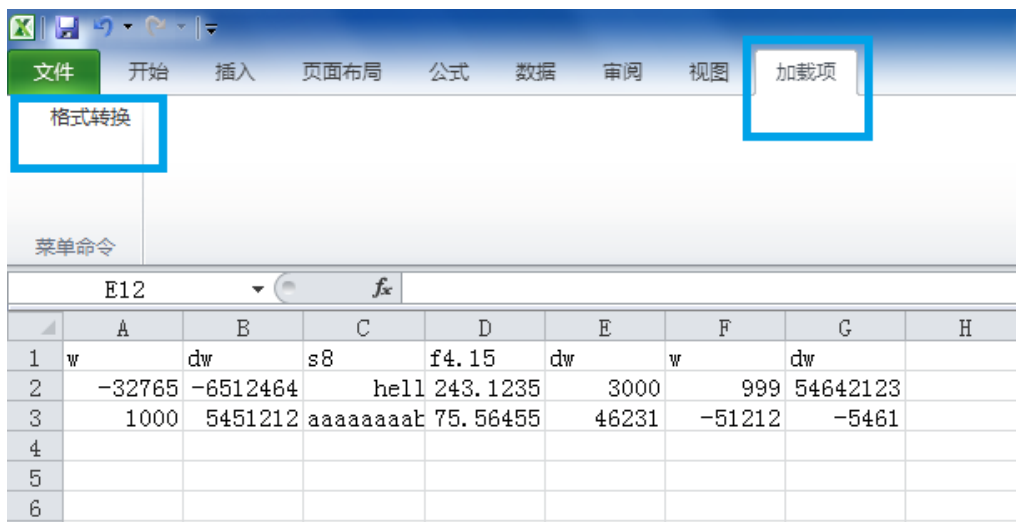 文件 开始 插入 页面布局 公式 数据 审阅 视图 加载项
格式转换
菜单命令
E12 fx
A B C D E F G H
1 w dw s8 f4.15 dw w dw
2 -32765 -6512464 hell 243.1235 3000 999 54642123
3 1000 5451212 aaaaaaaab 75.56455 46231 -51212 -5461
4
5
6